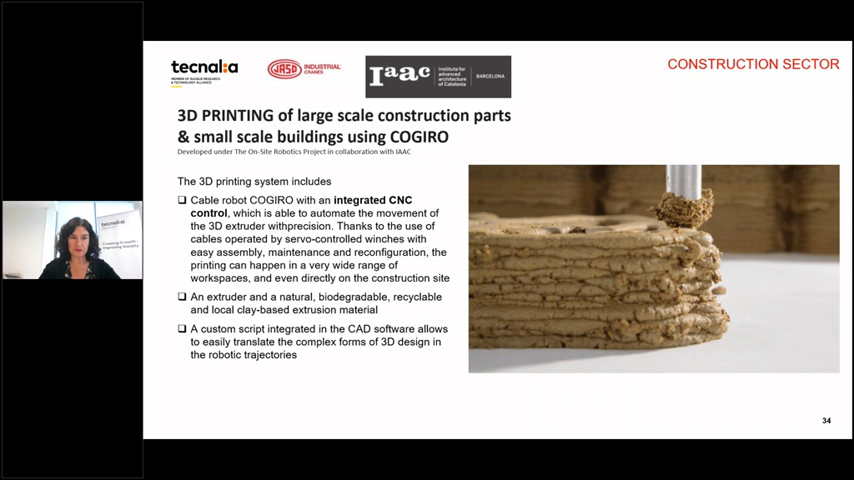 tecnal:a
MEMBER OF BASQUE RESEARCH
& TECHNOLOGY ALLIANCE
JASO INDUSTRIAL
CRANES
Iaac
Institute for
advanced
architecture
of Catalonia
BARCELONA
CONSTRUCTION SECTOR
3D PRINTING of large scale construction parts
& small scale buildings using COGIRO
Developed under The On-Site Robotics Project in collaboration with IAAC
The 3D printing system includes
Cable robot COGIRO with an integrated CNC
control, which is able to automate the movement of
the 3D extruder withprecision. Thanks to the use of
cables operated by servo-controlled winches with
easy assembly, maintenance and reconfiguration, the
printing can happen in a very wide range of
workspaces, and even directly on the construction site
An extruder and a natural, biodegradable, recyclable
and local clay-based extrusion material
A custom script integrated in the CAD software allows
to easily translate the complex forms of 3D design in
the robotic trajectories
tecnal:a
Creating Growth
Improving Society
34